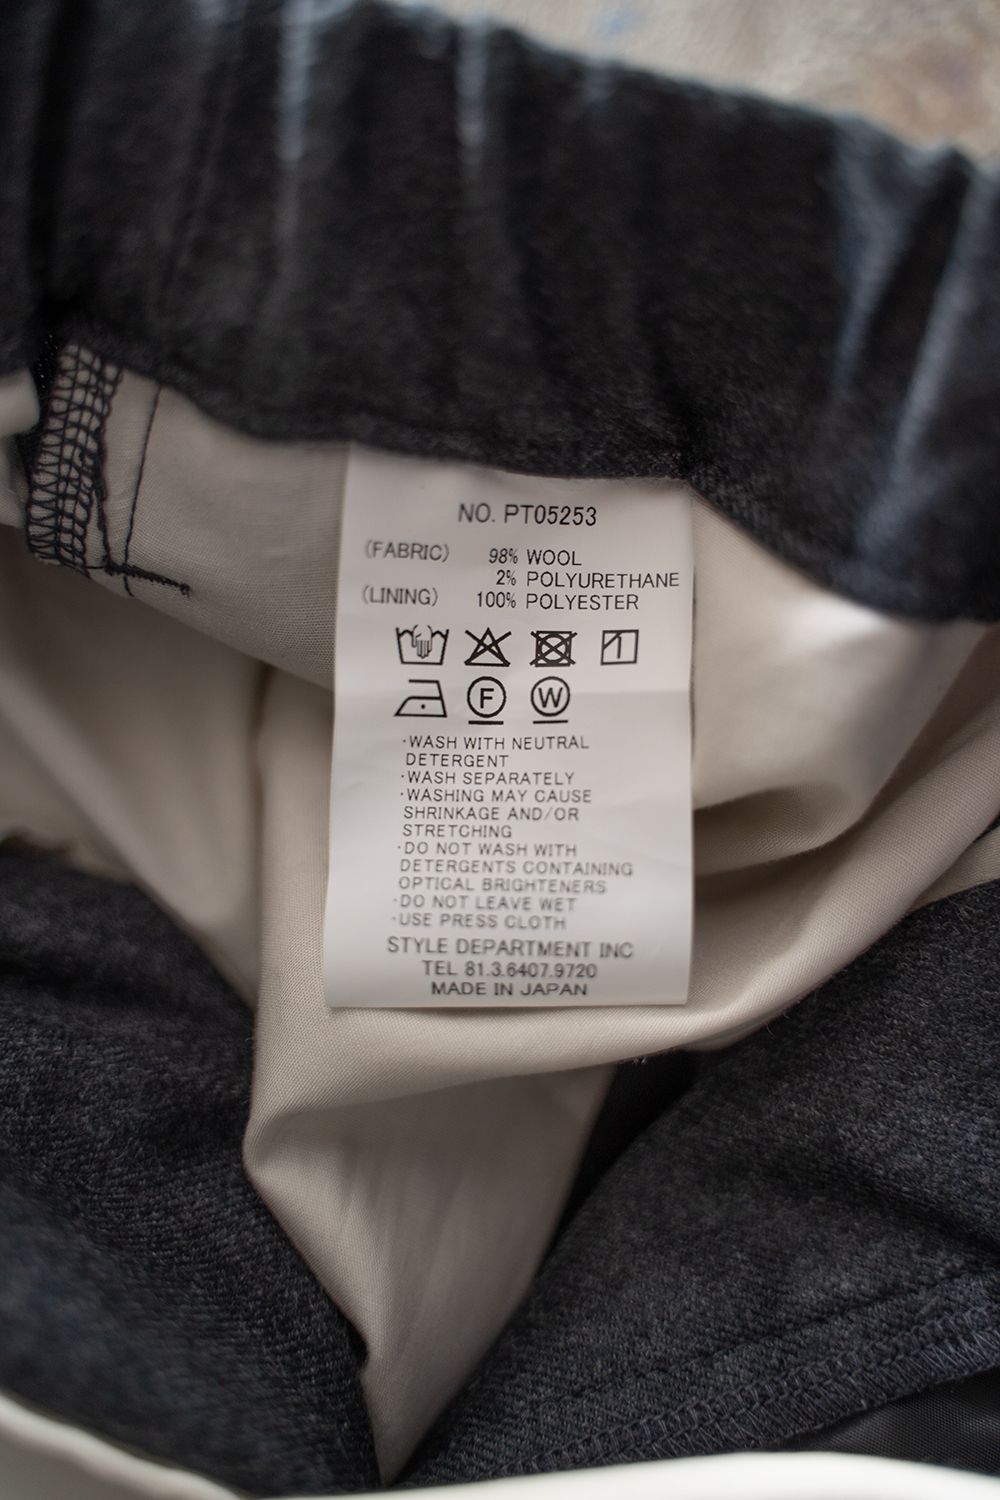 NO. PT05253
(FABRIC) 98% WOOL
2% POLYURETHANE
(LINING) 100% POLYESTER
F W
·WASH WITH NEUTRAL
DETERGENT
·WASH SEPARATELY
·WASHING MAY CAUSE
SHRINKAGE AND/OR
STRETCHING
·DO NOT WASH WITH
DETERGENTS CONTAINING
OPTICAL BRIGHTENERS
·DO NOT LEAVE WET
·USE PRESS CLOTH
STYLE DEPARTMENT INC
TEL 81.3.6407.9720
MADE IN JAPAN